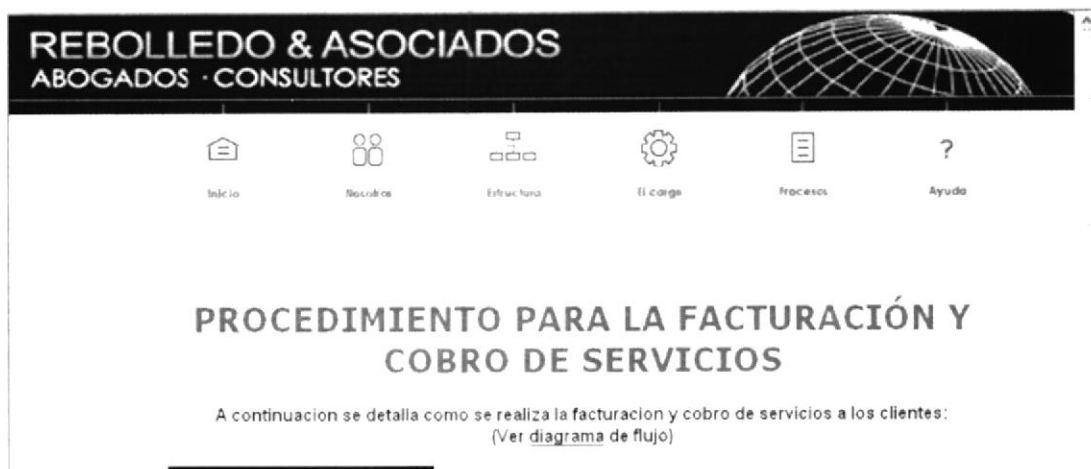 REBOLLEDO & ASOCIADOS
ABOGADOS · CONSULTORES
Inicio Nosotros Estructura El cargo Procesos Ayuda
PROCEDIMIENTO PARA LA FACTURACIÓN Y
COBRO DE SERVICIOS
A continuacion se detalla como se realiza la facturacion y cobro de servicios a los clientes:
(Ver diagrama de flujo)